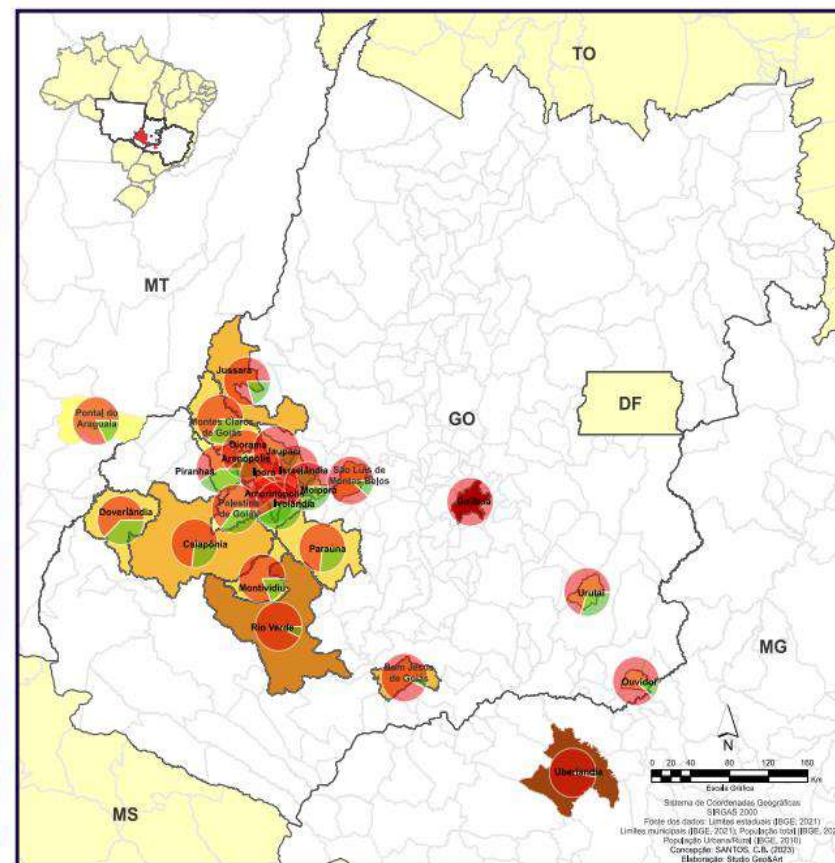 TO
MT
GO
DF
MG
MS
Jussara
Pontal do
Araguaia
Montes Claros
de Goiás
Diorama
Arenópolis
Jaupaci
Piranhas
Iporá
Israelândia
São Luís de
Montes Belos
Moiporá
Amorinópolis
Palestina
de Goiás
Ivolândia
Doverlândia
Caiapônia
Paraúna
Montividiu
Rio Verde
Bom Jesus
de Goiás
Goiânia
Urutaí
Ouvidor
Uberlândia
N
0 20 40 80 120 160
Km
Escala Gráfica
Sistema de Coordenadas Geográficas
SIRGAS 2000
Fonte dos dados: Limites estaduais (IBGE, 2021)
Limites municipais (IBGE, 2021); População total (IBGE, 202
População Urbana/Rural (IBGE, 2010)
Concepção: SANTOS, C.B. (2023)
Elaboração: Studio Geo&Art